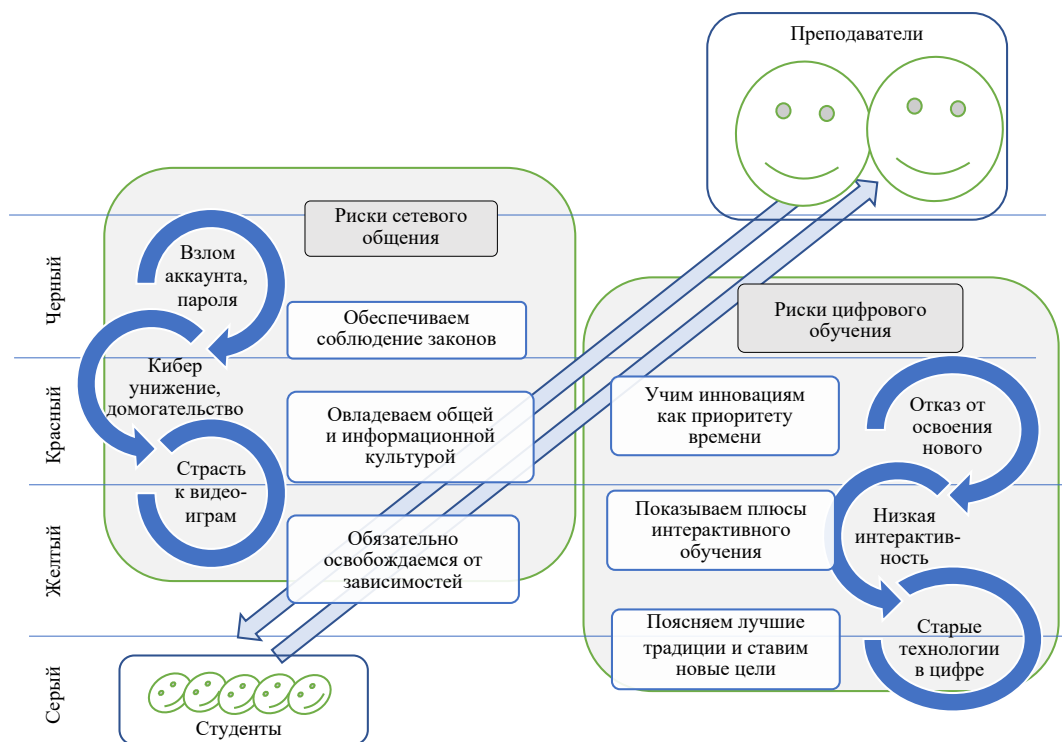 Преподаватели
Черный
Красный
Желтый
Серый
Риски сетевого
общения
Взлом
аккаунта,
пароля
Обеспечиваем
соблюдение законов
Кибер
унижение,
домогательство
Овладеваем общей
и информационной
культурой
Страсть
к видео-
играм
Обязательно
освобождаемся от
зависимостей
Риски цифрового
обучения
Учим инновациям
как приоритету
времени
Отказ от
освоения
нового
Показываем плюсы
интерактивного
обучения
Низкая
интерактив-
ность
Поясняем лучшие
традиции и ставим
новые цели
Старые
технологии
в цифре
Студенты